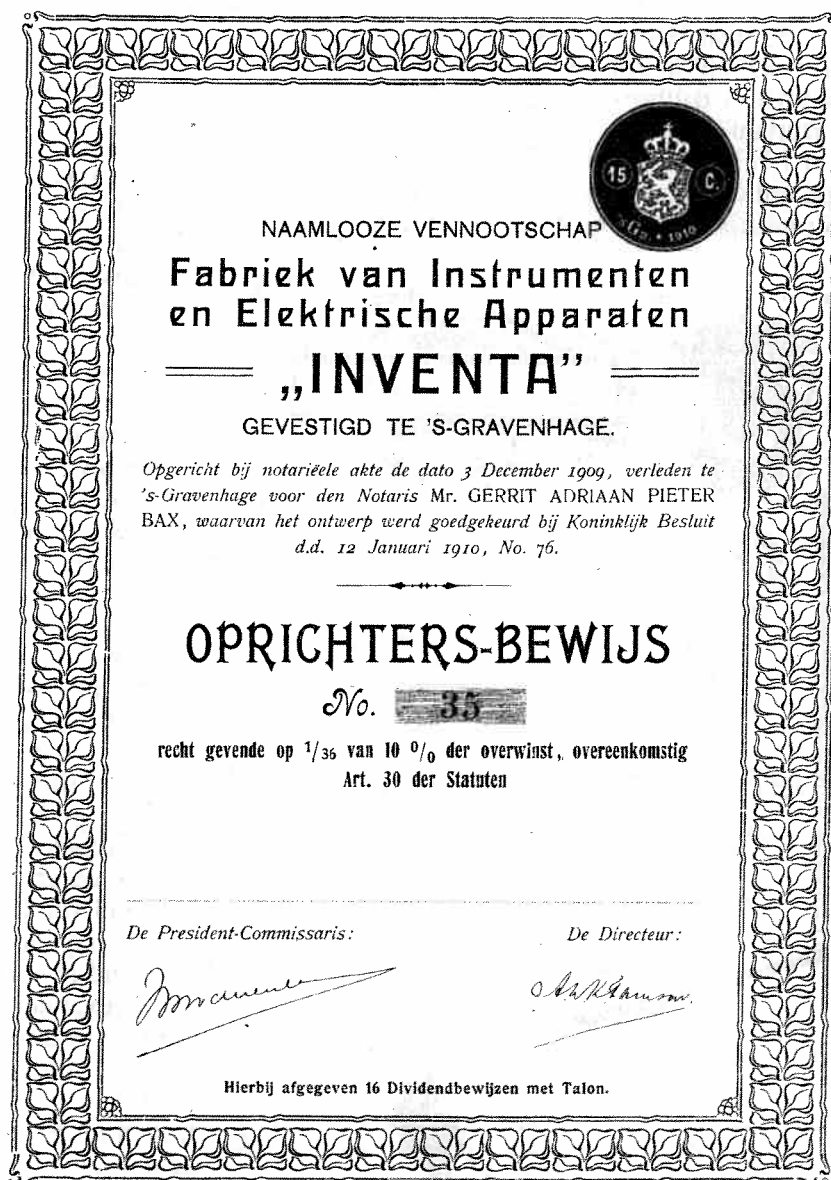 15 C.
1910
NAAMLOOZE VENNOOTSCHAP
Fabriek van Instrumenten
en Elektrische Apparaten
„INVENTA”
GEVESTIGD TE 'S-GRAVENHAGE.
Opgericht bij notariëele akte de dato 3 December 1909, verleden te
's-Gravenhage voor den Notaris Mr. GERRIT ADRIAAN PIETER
BAX, waarvan het ontwerp werd goedgekeurd bij Koninklijk Besluit
d.d. 12 Januari 1910, No. 76.
OPRICHTERS-BEWIJS
No. 35
recht gevende op 1/36 van 10 0/0 der overwinst, overeenkomstig
Art. 30 der Statuten
De President-Commissaris: De Directeur:
Hierbij afgegeven 16 Dividendbewijzen met Talon.